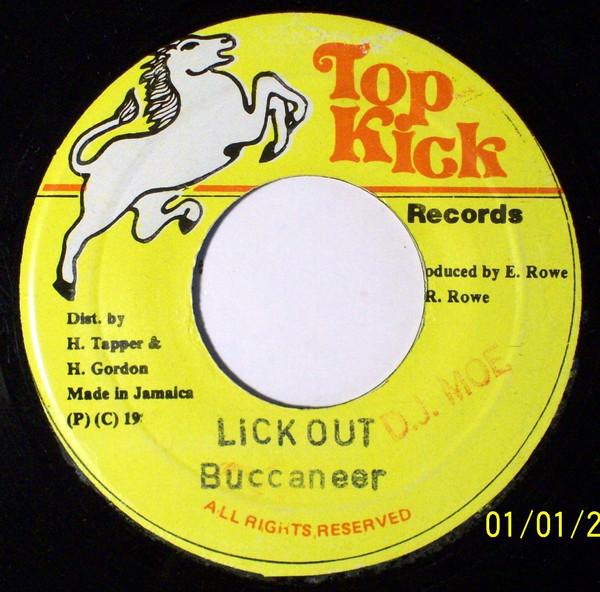 Top
Kick
Records
oduced by E. Rowe
R. Rowe
Dist. by
H. Tapper &
H. Gordon
Made in Jamaica
(P) (C) 19
D.J. MOE
LiCK OUT
Buccaneer
ALL RIGHTS RESERVED
01/01/2